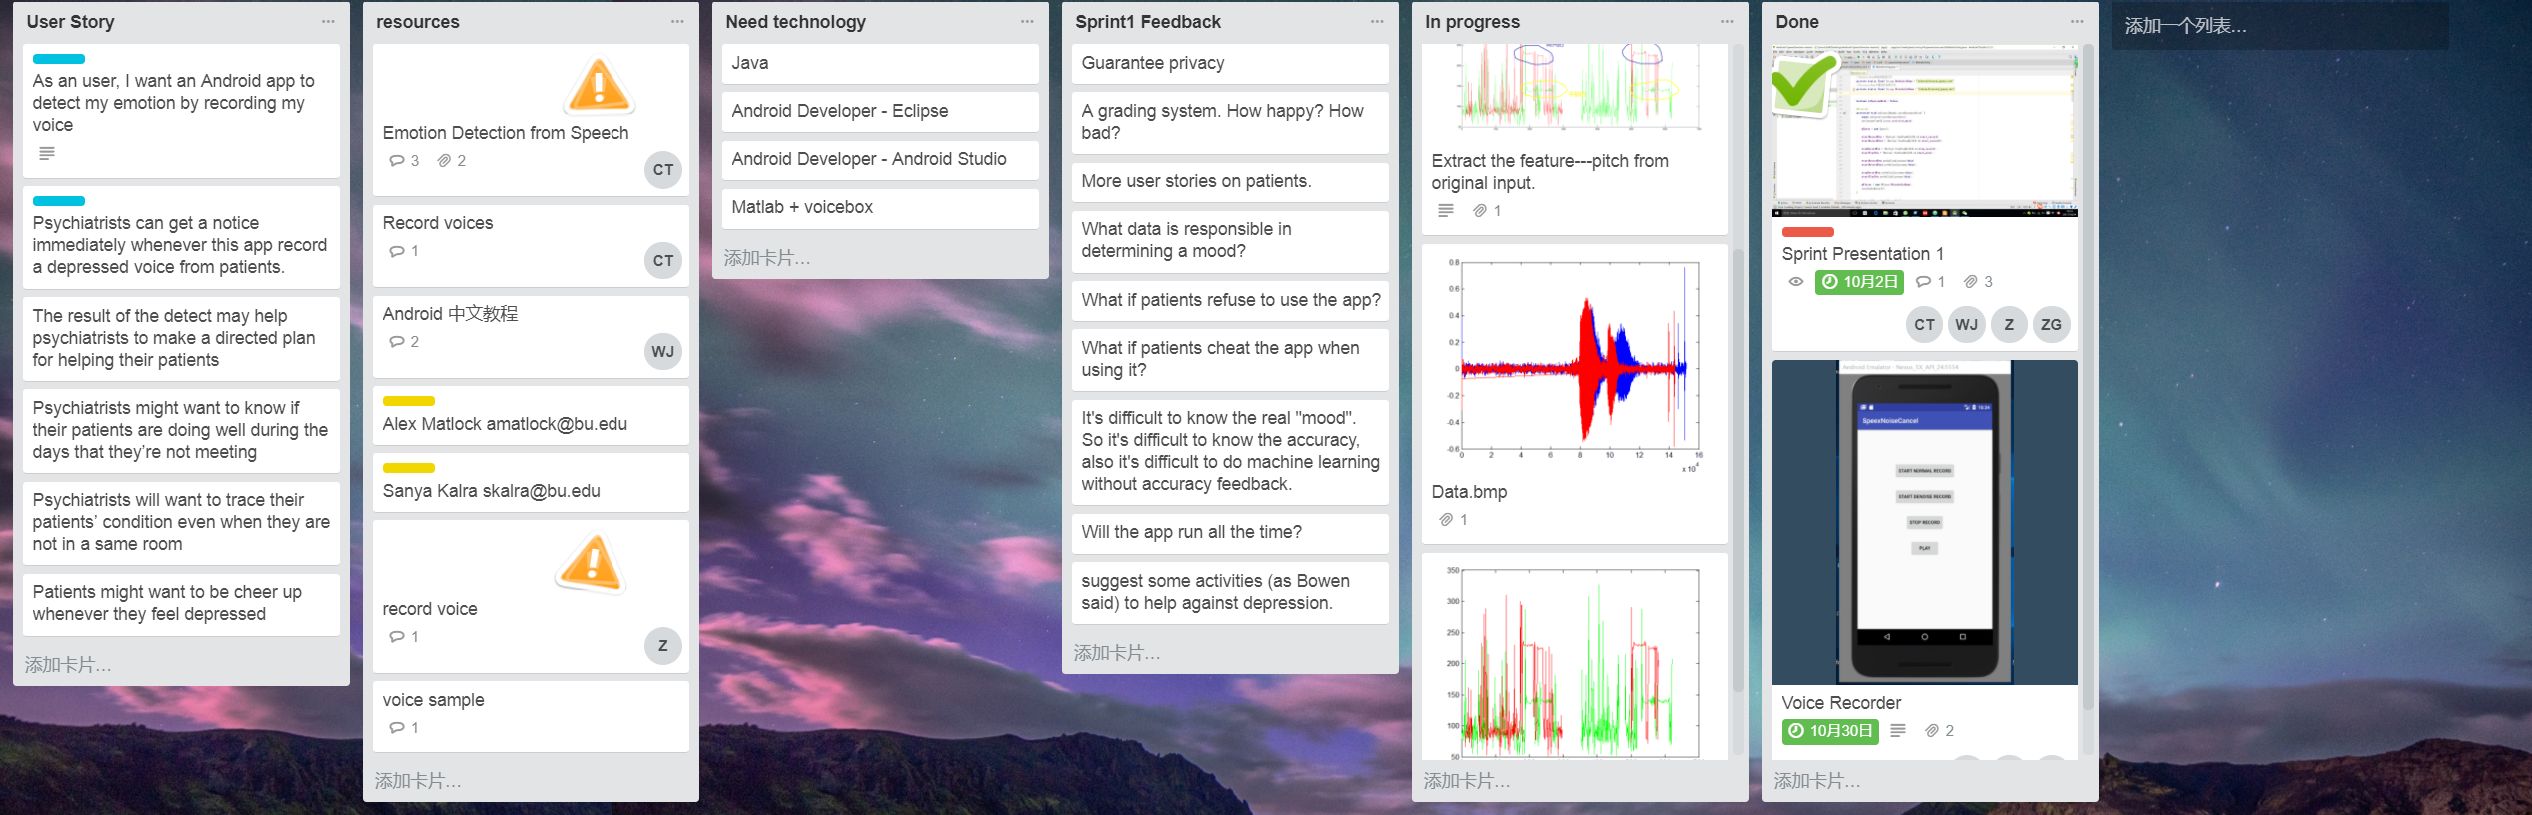 User Story
As an user, I want an Android app to
detect my emotion by recording my
voice
Psychiatrists can get a notice
immediately whenever this app record
a depressed voice from patients.
The result of the detect may help
psychiatrists to make a directed plan
for helping their patients
Psychiatrists might want to know if
their patients are doing well during the
days that they’re not meeting
Psychiatrists will want to trace their
patients’ condition even when they are
not in a same room
Patients might want to be cheer up
whenever they feel depressed
添加卡片...
resources
Emotion Detection from Speech
3 2
CT
Record voices
1
CT
Android 中文教程
2
WJ
Alex Matlock amatlock@bu.edu
Sanya Kalra skalra@bu.edu
record voice
1
Z
voice sample
1
添加卡片...
Need technology
Java
Android Developer - Eclipse
Android Developer - Android Studio
Matlab + voicebox
添加卡片...
Sprint1 Feedback
Guarantee privacy
A grading system. How happy? How
bad?
More user stories on patients.
What data is responsible in
determining a mood?
What if patients refuse to use the app?
What if patients cheat the app when
using it?
It's difficult to know the real "mood".
So it's difficult to know the accuracy,
also it's difficult to do machine learning
without accuracy feedback.
Will the app run all the time?
suggest some activities (as Bowen
said) to help against depression.
添加卡片...
In progress
Extract the feature---pitch from
original input.
1
0.8
0.6
0.4
0.2
0
-0.2
-0.4
-0.6
0 2 4 6 8 10 12 14 16
x 10^4
Data.bmp
1
350
300
250
200
150
100
50
添加卡片...
Done
Sprint Presentation 1
10月2日 1 3
CT WJ Z ZG
Android Emulator - Nexus_5X_API_24:5554
SpeexNoiseCancel
START NORMAL RECORD
START DENOISE RECORD
STOP RECORD
PLAY
Voice Recorder
10月30日 2
添加卡片...
添加一个列表...